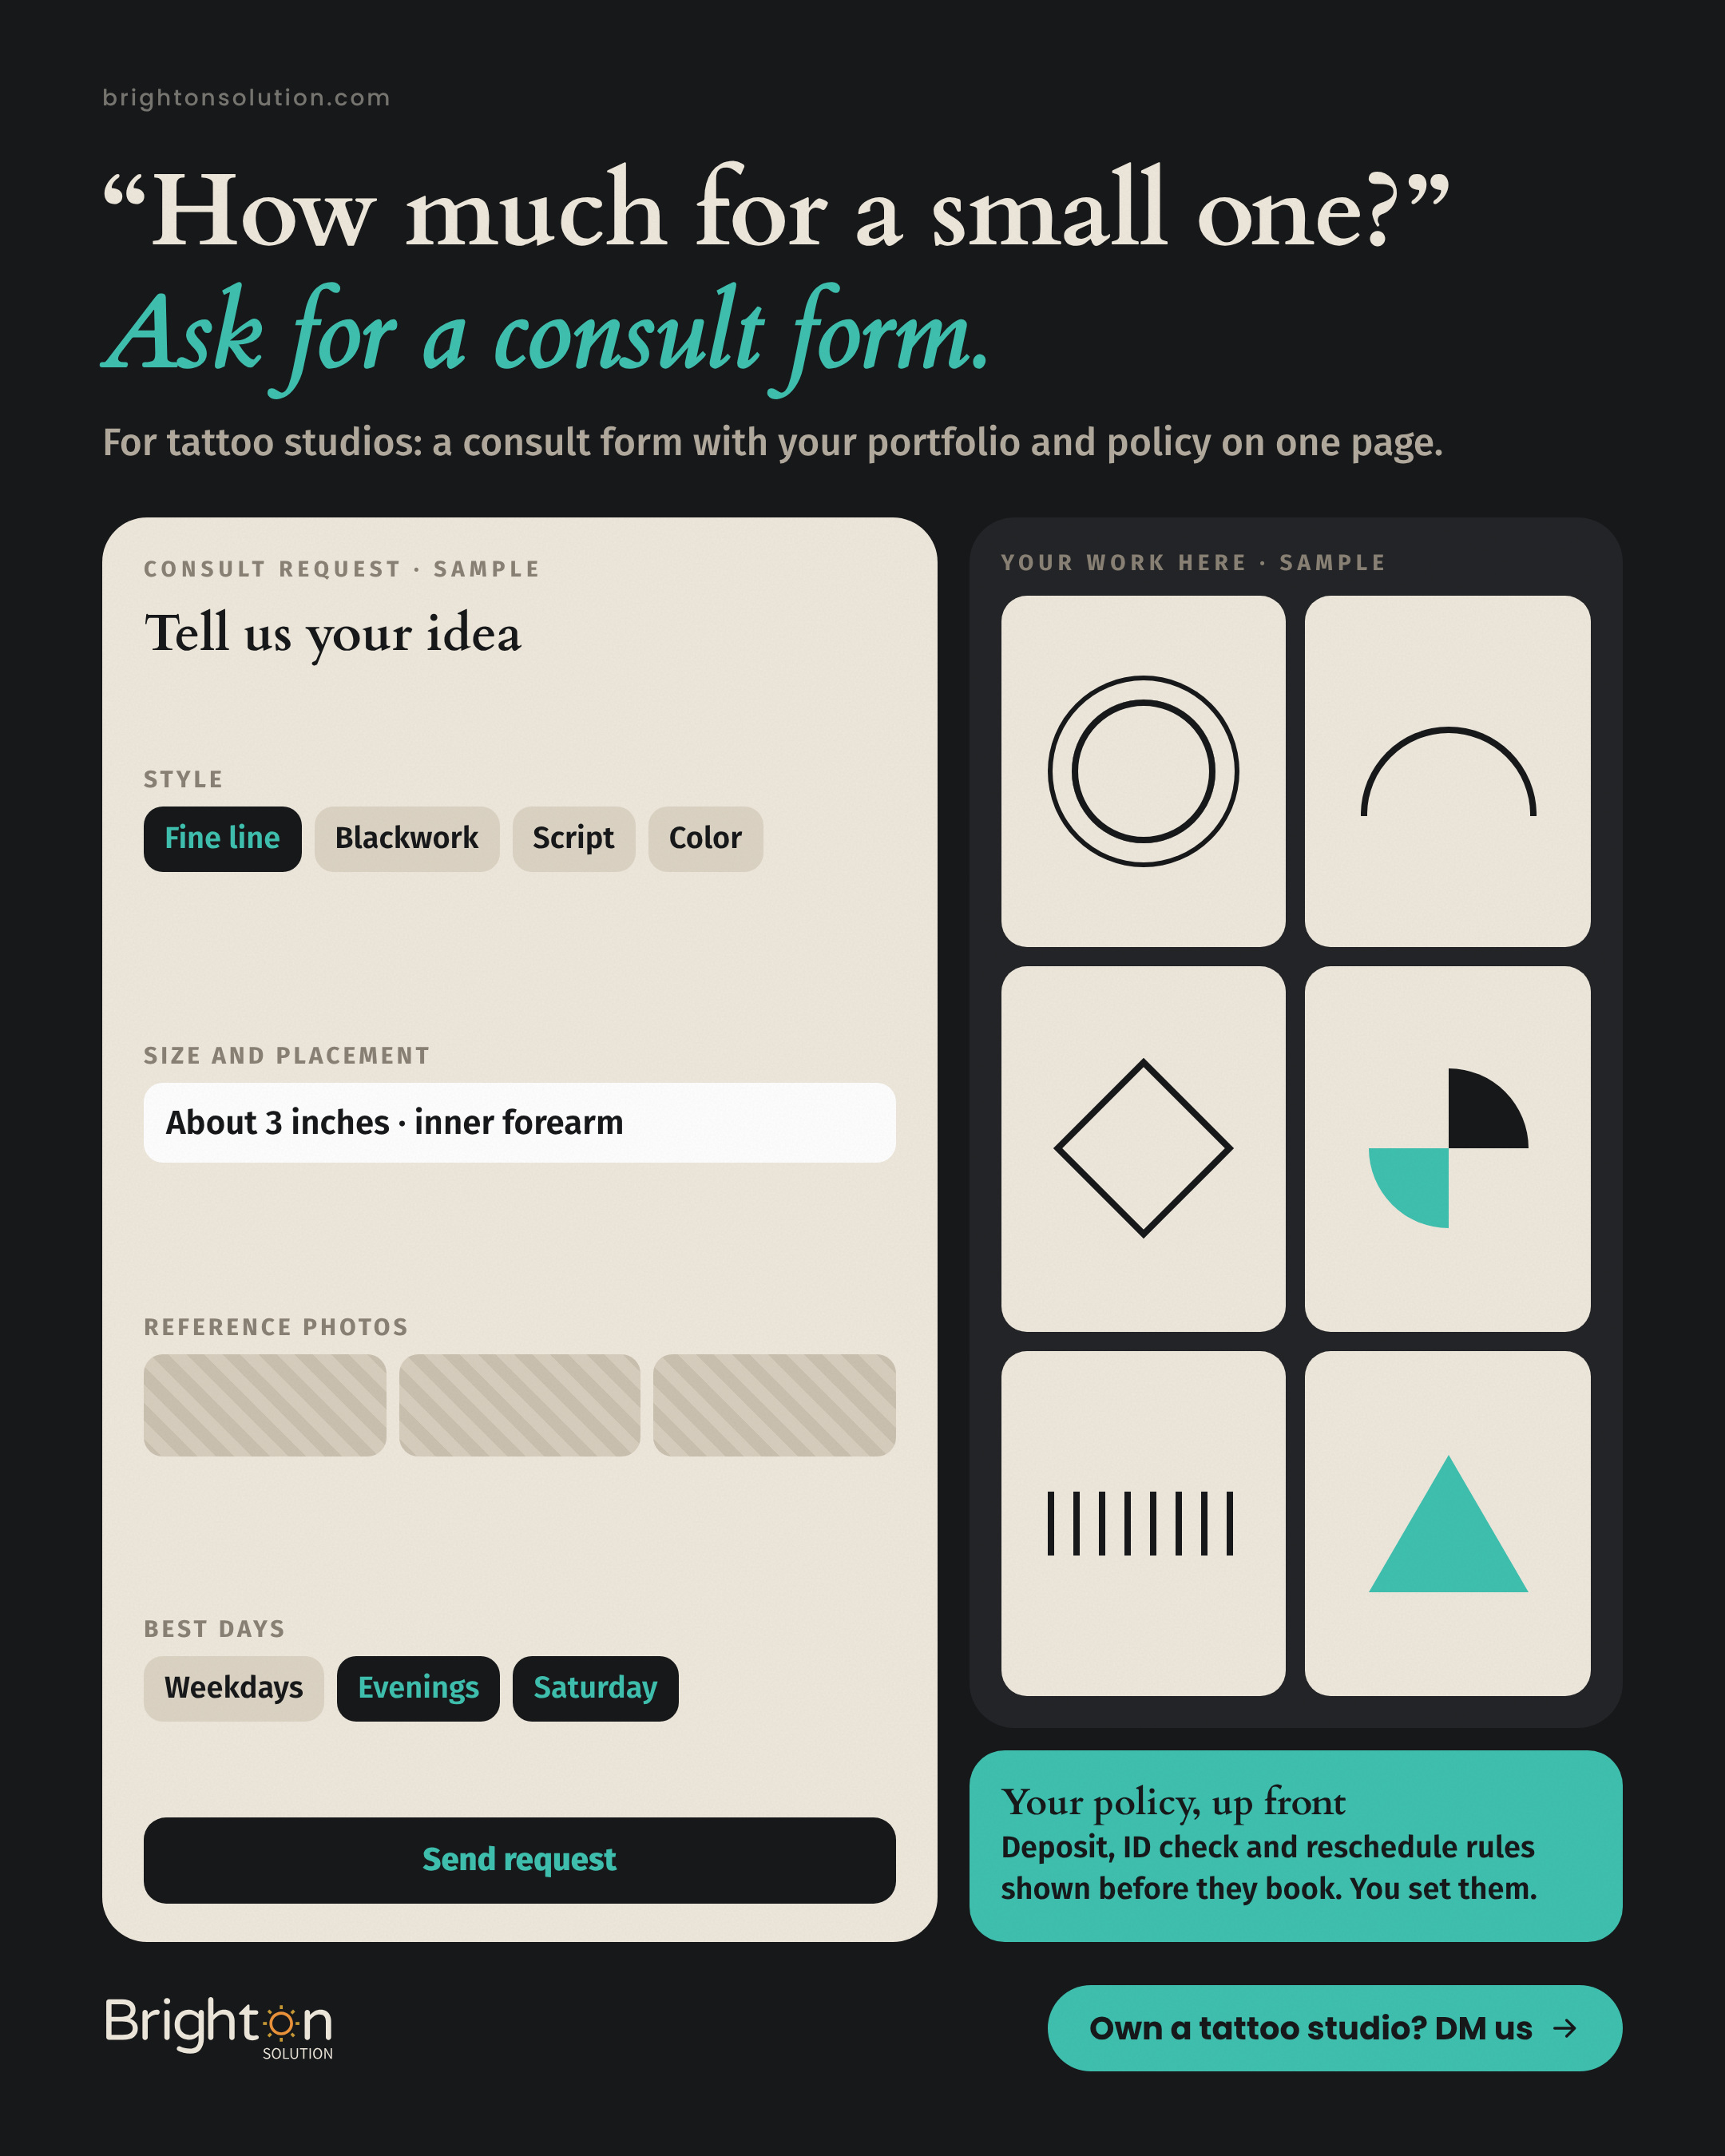 brightonsolution.com
“How much for a small one?”
Ask for a consult form.
For tattoo studios: a consult form with your portfolio and policy on one page.
CONSULT REQUEST · SAMPLE
Tell us your idea
STYLE
Fine line
Blackwork
Script
Color
SIZE AND PLACEMENT
About 3 inches · inner forearm
REFERENCE PHOTOS
BEST DAYS
Weekdays
Evenings
Saturday
Send request
YOUR WORK HERE · SAMPLE
Your policy, up front
Deposit, ID check and reschedule rules
shown before they book. You set them.
Brighton
SOLUTION
Own a tattoo studio? DM us →